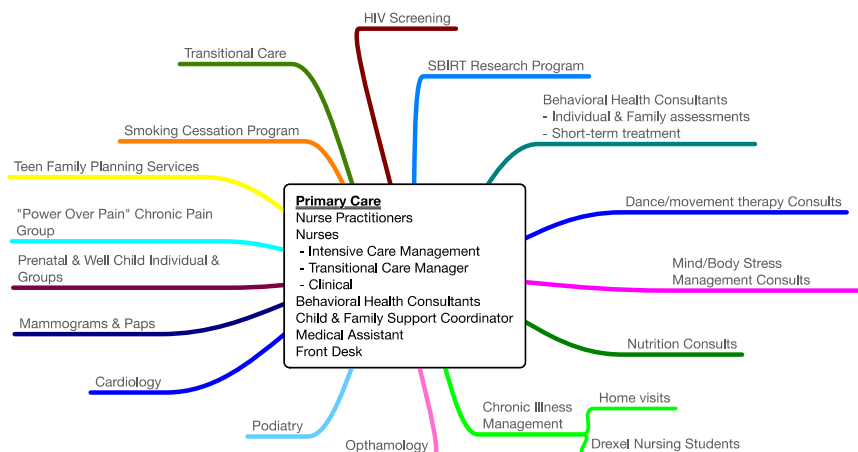 HIV Screening
Transitional Care
SBIRT Research Program
Behavioral Health Consultants
- Individual & Family assessments
- Short-term treatment
Smoking Cessation Program
Teen Family Planning Services
"Power Over Pain" Chronic Pain
Group
Prenatal & Well Child Individual &
Groups
Mammograms & Paps
Cardiology
Podiatry
Opthamology
Primary Care
Nurse Practitioners
Nurses
- Intensive Care Management
- Transitional Care Manager
- Clinical
Behavioral Health Consultants
Child & Family Support Coordinator
Medical Assistant
Front Desk
Dance/movement therapy Consults
Mind/Body Stress
Management Consults
Nutrition Consults
Chronic Illness
Management
Home visits
Drexel Nursing Students